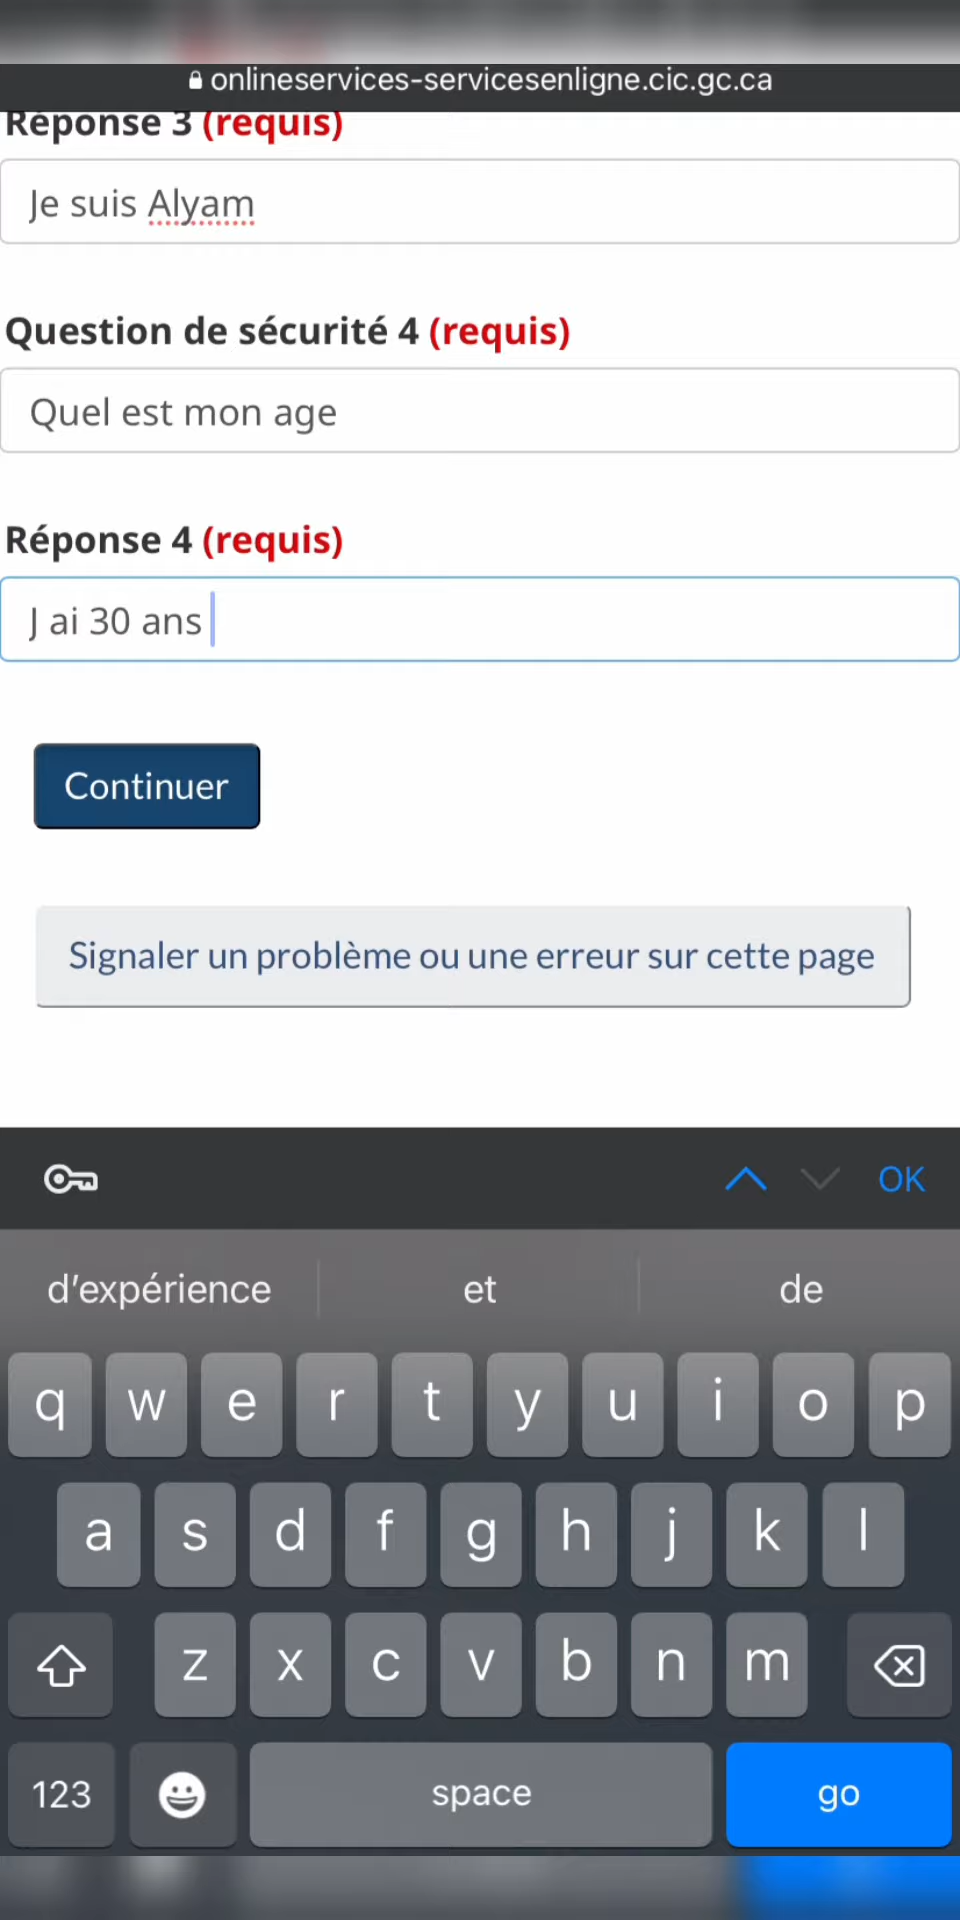 onlineservices-servicesenligne.cic.gc.ca
Réponse 3 (requis)
Je suis Alyam
Question de sécurité 4 (requis)
Quel est mon age
Réponse 4 (requis)
J ai 30 ans
Continuer
Signaler un problème ou une erreur sur cette page
OK
d'expérience et de
q w e r t y u i o p
a s d f g h j k l
z x c v b n m
123 space go